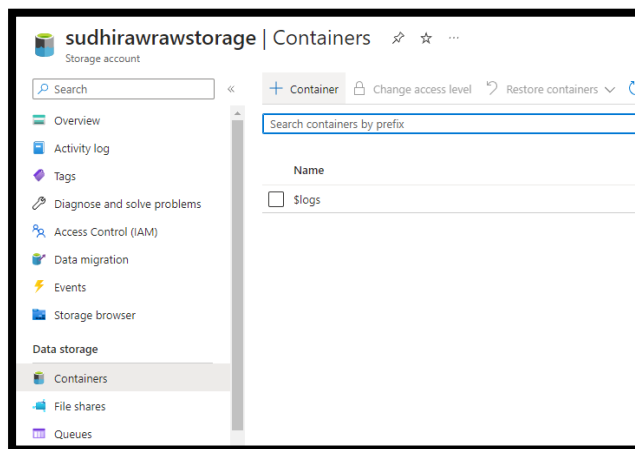 sudhirawrawstorage | Containers
Storage account
Search
Overview
Activity log
Tags
Diagnose and solve problems
Access Control (IAM)
Data migration
Events
Storage browser
Data storage
Containers
File shares
Queues
+ Container Change access level Restore containers
Search containers by prefix
Name
$logs